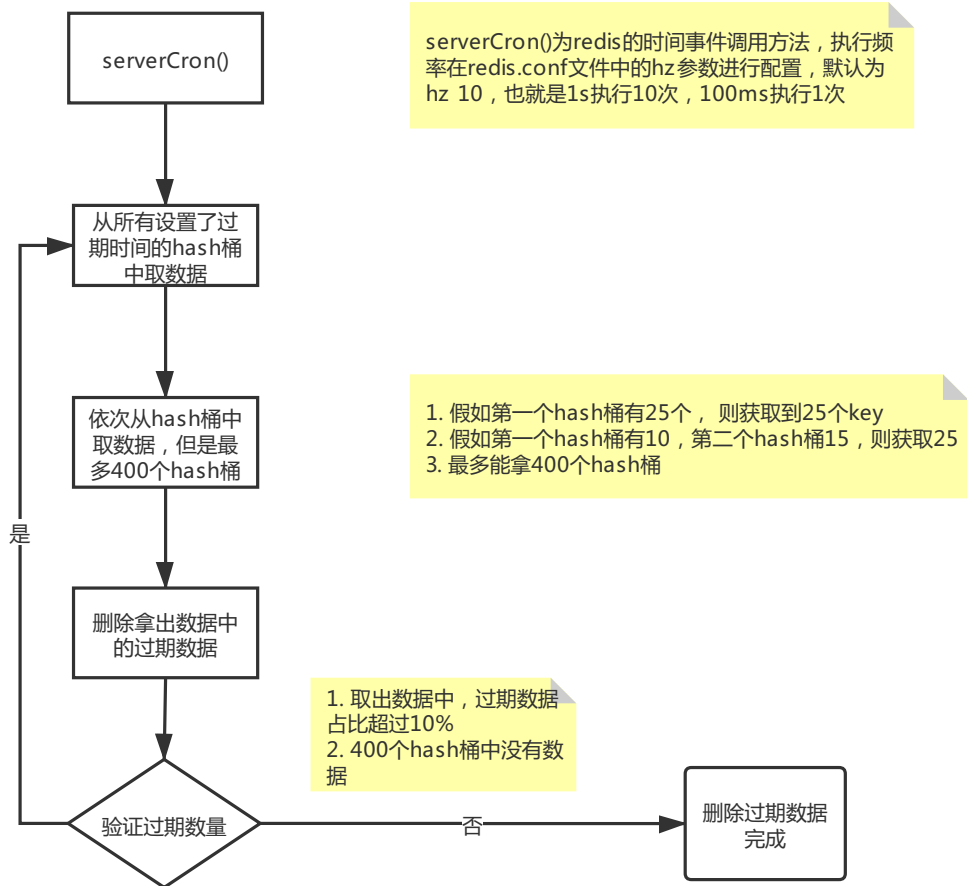 serverCron()
serverCron()为redis的时间事件调用方法，执行频
率在redis.conf文件中的hz参数进行配置，默认为
hz 10，也就是1s执行10次，100ms执行1次
从所有设置了过
期时间的hash桶
中取数据
依次从hash桶中
取数据，但是最
多400个hash桶
1. 假如第一个hash桶有25个， 则获取到25个key
2. 假如第一个hash桶有10，第二个hash桶15，则获取25
3. 最多能拿400个hash桶
是
删除拿出数据中
的过期数据
1. 取出数据中，过期数据
占比超过10%
2. 400个hash桶中没有数
据
验证过期数量
否
删除过期数据
完成